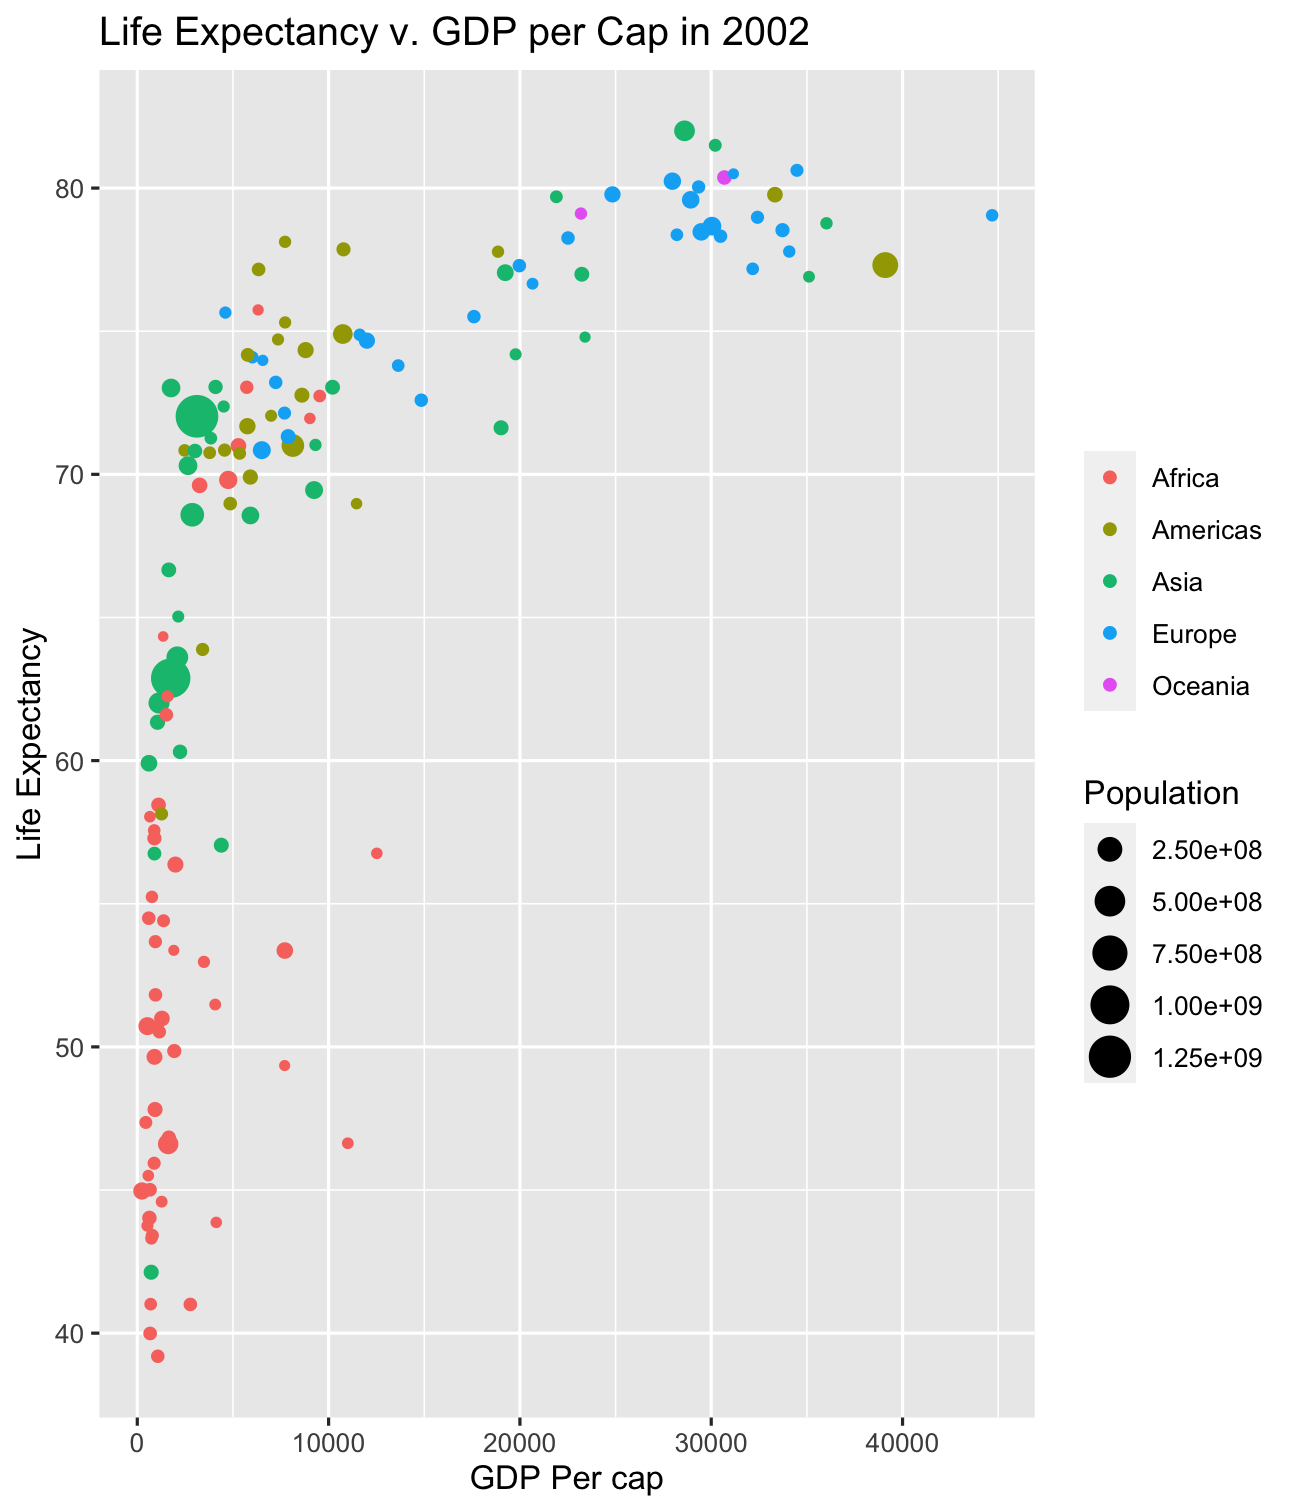 Life Expectancy v. GDP per Cap in 2002
80
70
60
50
40
Life Expectancy
0 10000 20000 30000 40000
GDP Per cap
Africa
Americas
Asia
Europe
Oceania
Population
2.50e+08
5.00e+08
7.50e+08
1.00e+09
1.25e+09